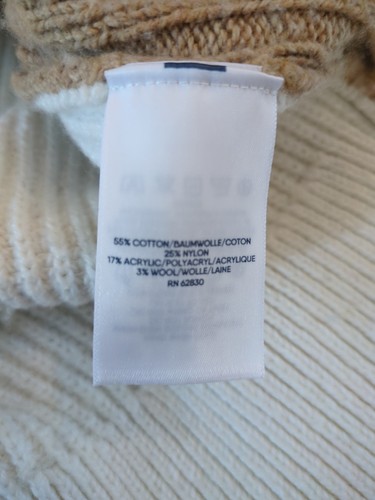 55% COTTON/BAUMWOLLE/COTON
25% NYLON
17% ACRYLIC/POLYACRYL/ACRYLIQUE
3% WOOL/WOLLE/LAINE
RN 62830